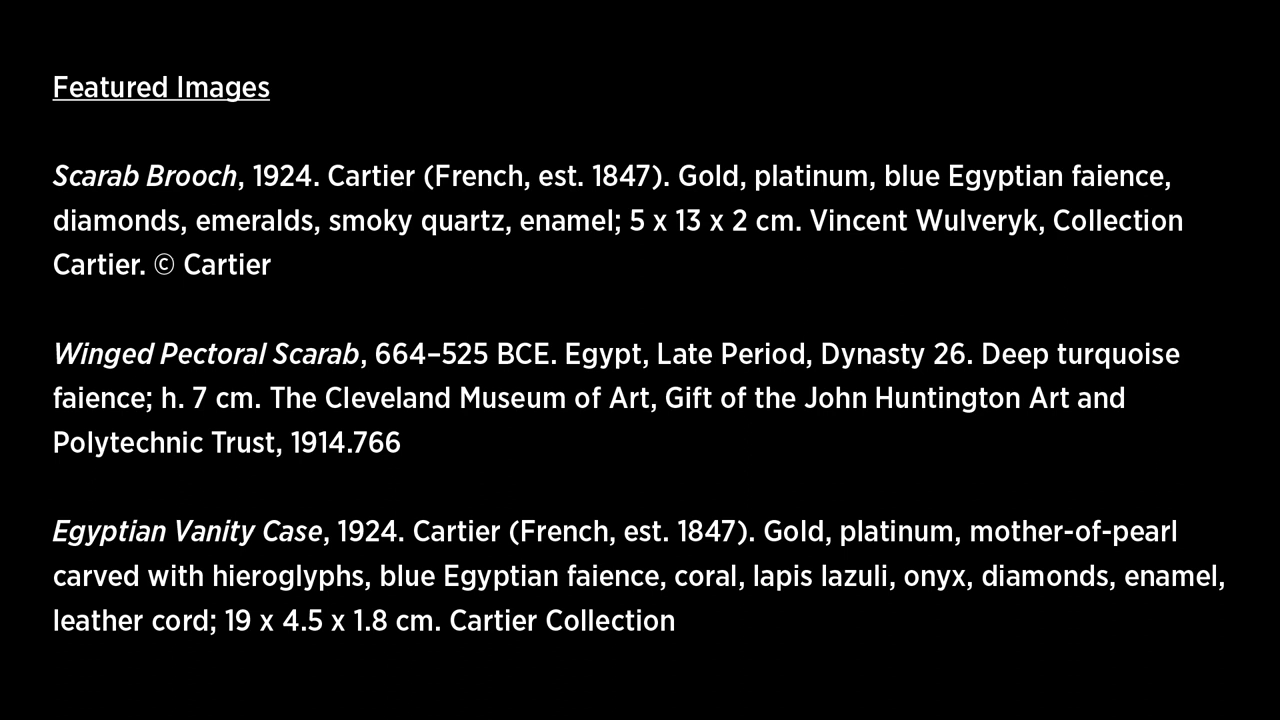 Featured Images
Scarab Brooch, 1924. Cartier (French, est. 1847). Gold, platinum, blue Egyptian faience,
diamonds, emeralds, smoky quartz, enamel; 5 x 13 x 2 cm. Vincent Wulveryk, Collection
Cartier. © Cartier
Winged Pectoral Scarab, 664–525 BCE. Egypt, Late Period, Dynasty 26. Deep turquoise
faience; h. 7 cm. The Cleveland Museum of Art, Gift of the John Huntington Art and
Polytechnic Trust, 1914.766
Egyptian Vanity Case, 1924. Cartier (French, est. 1847). Gold, platinum, mother-of-pearl
carved with hieroglyphs, blue Egyptian faience, coral, lapis lazuli, onyx, diamonds, enamel,
leather cord; 19 x 4.5 x 1.8 cm. Cartier Collection